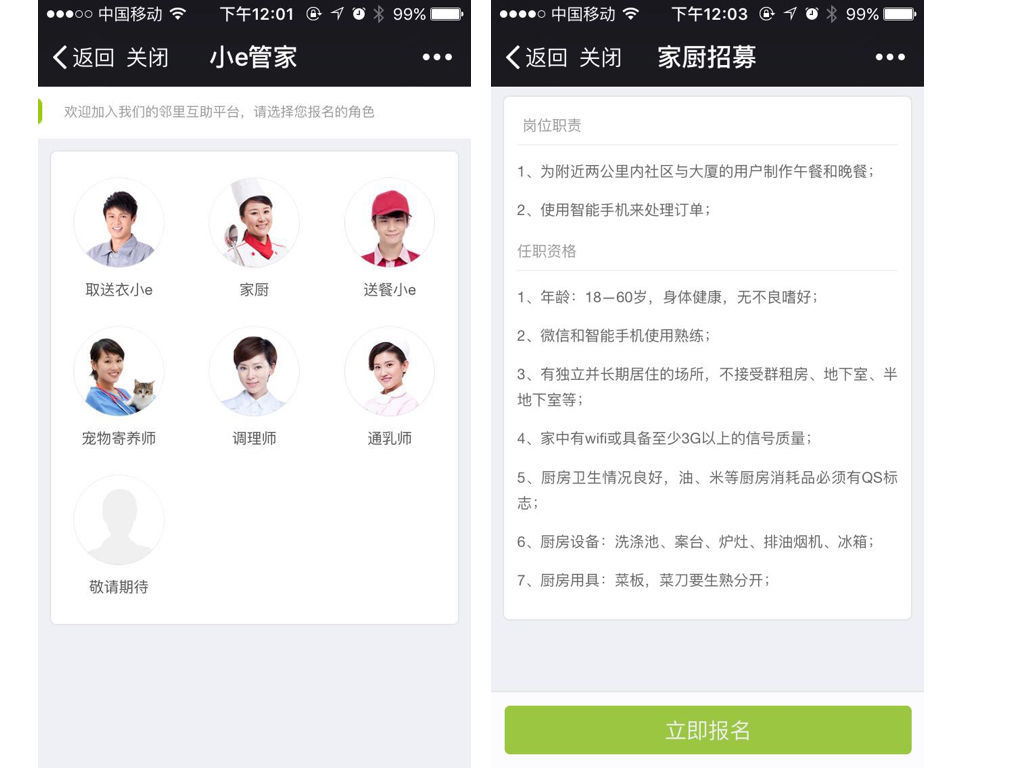 中国移动 下午12:01 99%
返回 关闭 小e管家
欢迎加入我们的邻里互助平台，请选择您报名的角色
取送衣小e 家厨 送餐小e
宠物寄养师 调理师 通乳师
敬请期待
中国移动 下午12:03 99%
返回 关闭 家厨招募
岗位职责
1、为附近两公里内社区与大厦的用户制作午餐和晚餐；
2、使用智能手机来处理订单；
任职资格
1、年龄：18—60岁，身体健康，无不良嗜好；
2、微信和智能手机使用熟练；
3、有独立并长期居住的场所，不接受群租房、地下室、半
地下室等；
4、家中有wifi或具备至少3G以上的信号质量；
5、厨房卫生情况良好，油、米等厨房消耗品必须有QS标
志；
6、厨房设备：洗涤池、案台、炉灶、排油烟机、冰箱；
7、厨房用具：菜板，菜刀要生熟分开；
立即报名